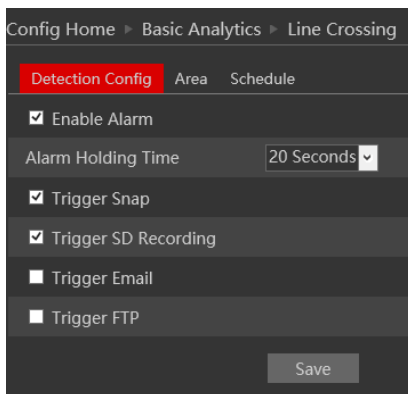 Config Home ▶ Basic Analytics ▶ Line Crossing
Detection Config Area Schedule
Enable Alarm
Alarm Holding Time 20 Seconds
Trigger Snap
Trigger SD Recording
Trigger Email
Trigger FTP
Save